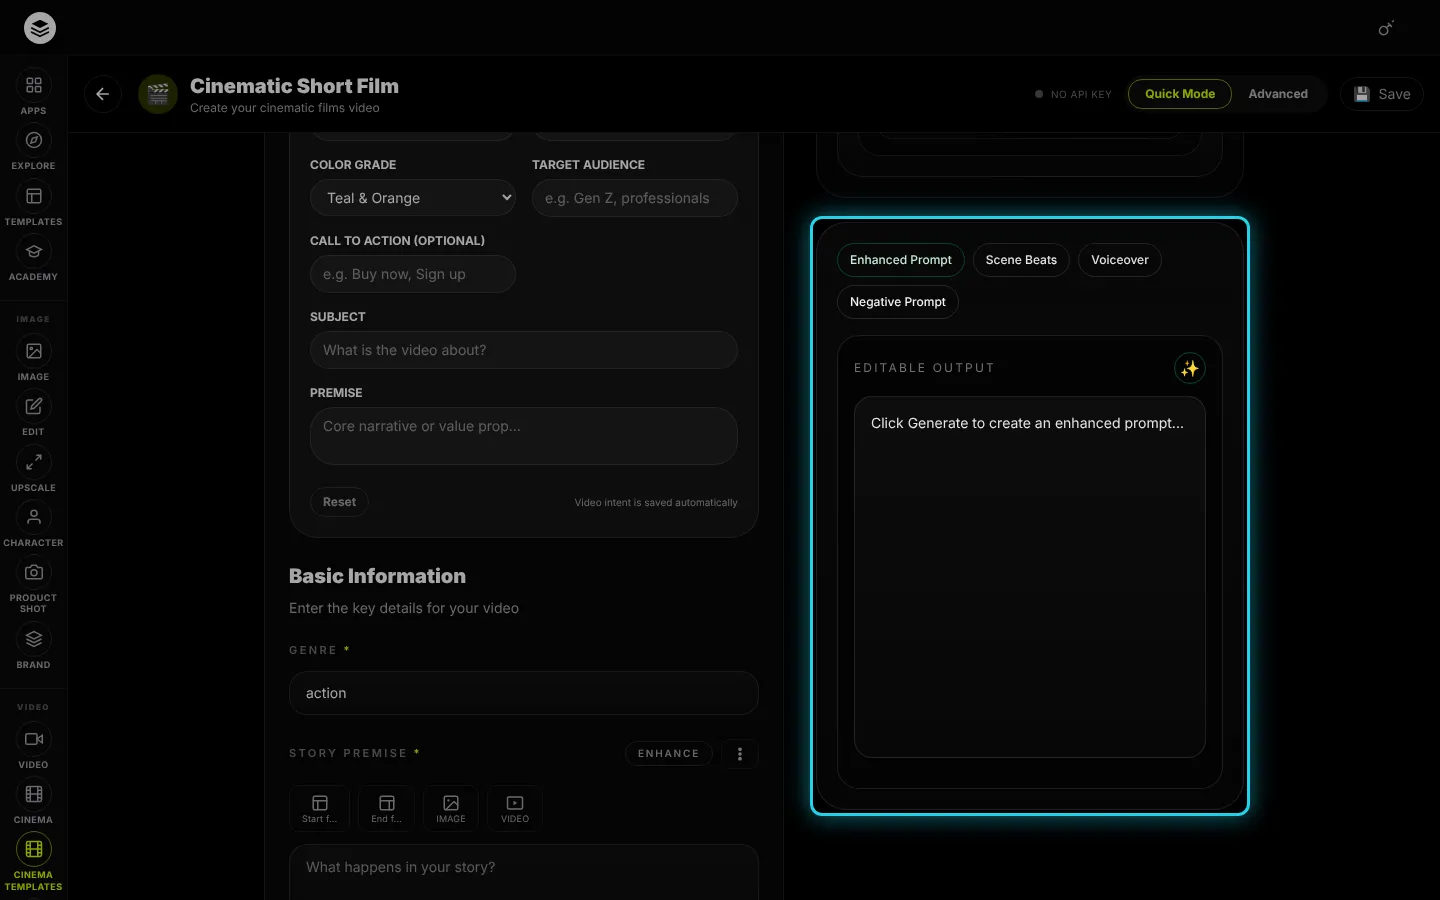 Cinematic Short Film
Create your cinematic films video
NO API KEY
Quick Mode
Advanced
Save
APPS
EXPLORE
TEMPLATES
ACADEMY
IMAGE
IMAGE
EDIT
UPSCALE
CHARACTER
PRODUCT
SHOT
BRAND
VIDEO
VIDEO
CINEMA
CINEMA
TEMPLATES
COLOR GRADE
TARGET AUDIENCE
Teal & Orange
e.g. Gen Z, professionals
CALL TO ACTION (OPTIONAL)
e.g. Buy now, Sign up
SUBJECT
What is the video about?
PREMISE
Core narrative or value prop...
Reset
Video intent is saved automatically
Basic Information
Enter the key details for your video
GENRE *
action
STORY PREMISE *
ENHANCE
Start f...
End f...
IMAGE
VIDEO
What happens in your story?
Enhanced Prompt
Scene Beats
Voiceover
Negative Prompt
EDITABLE OUTPUT
Click Generate to create an enhanced prompt...